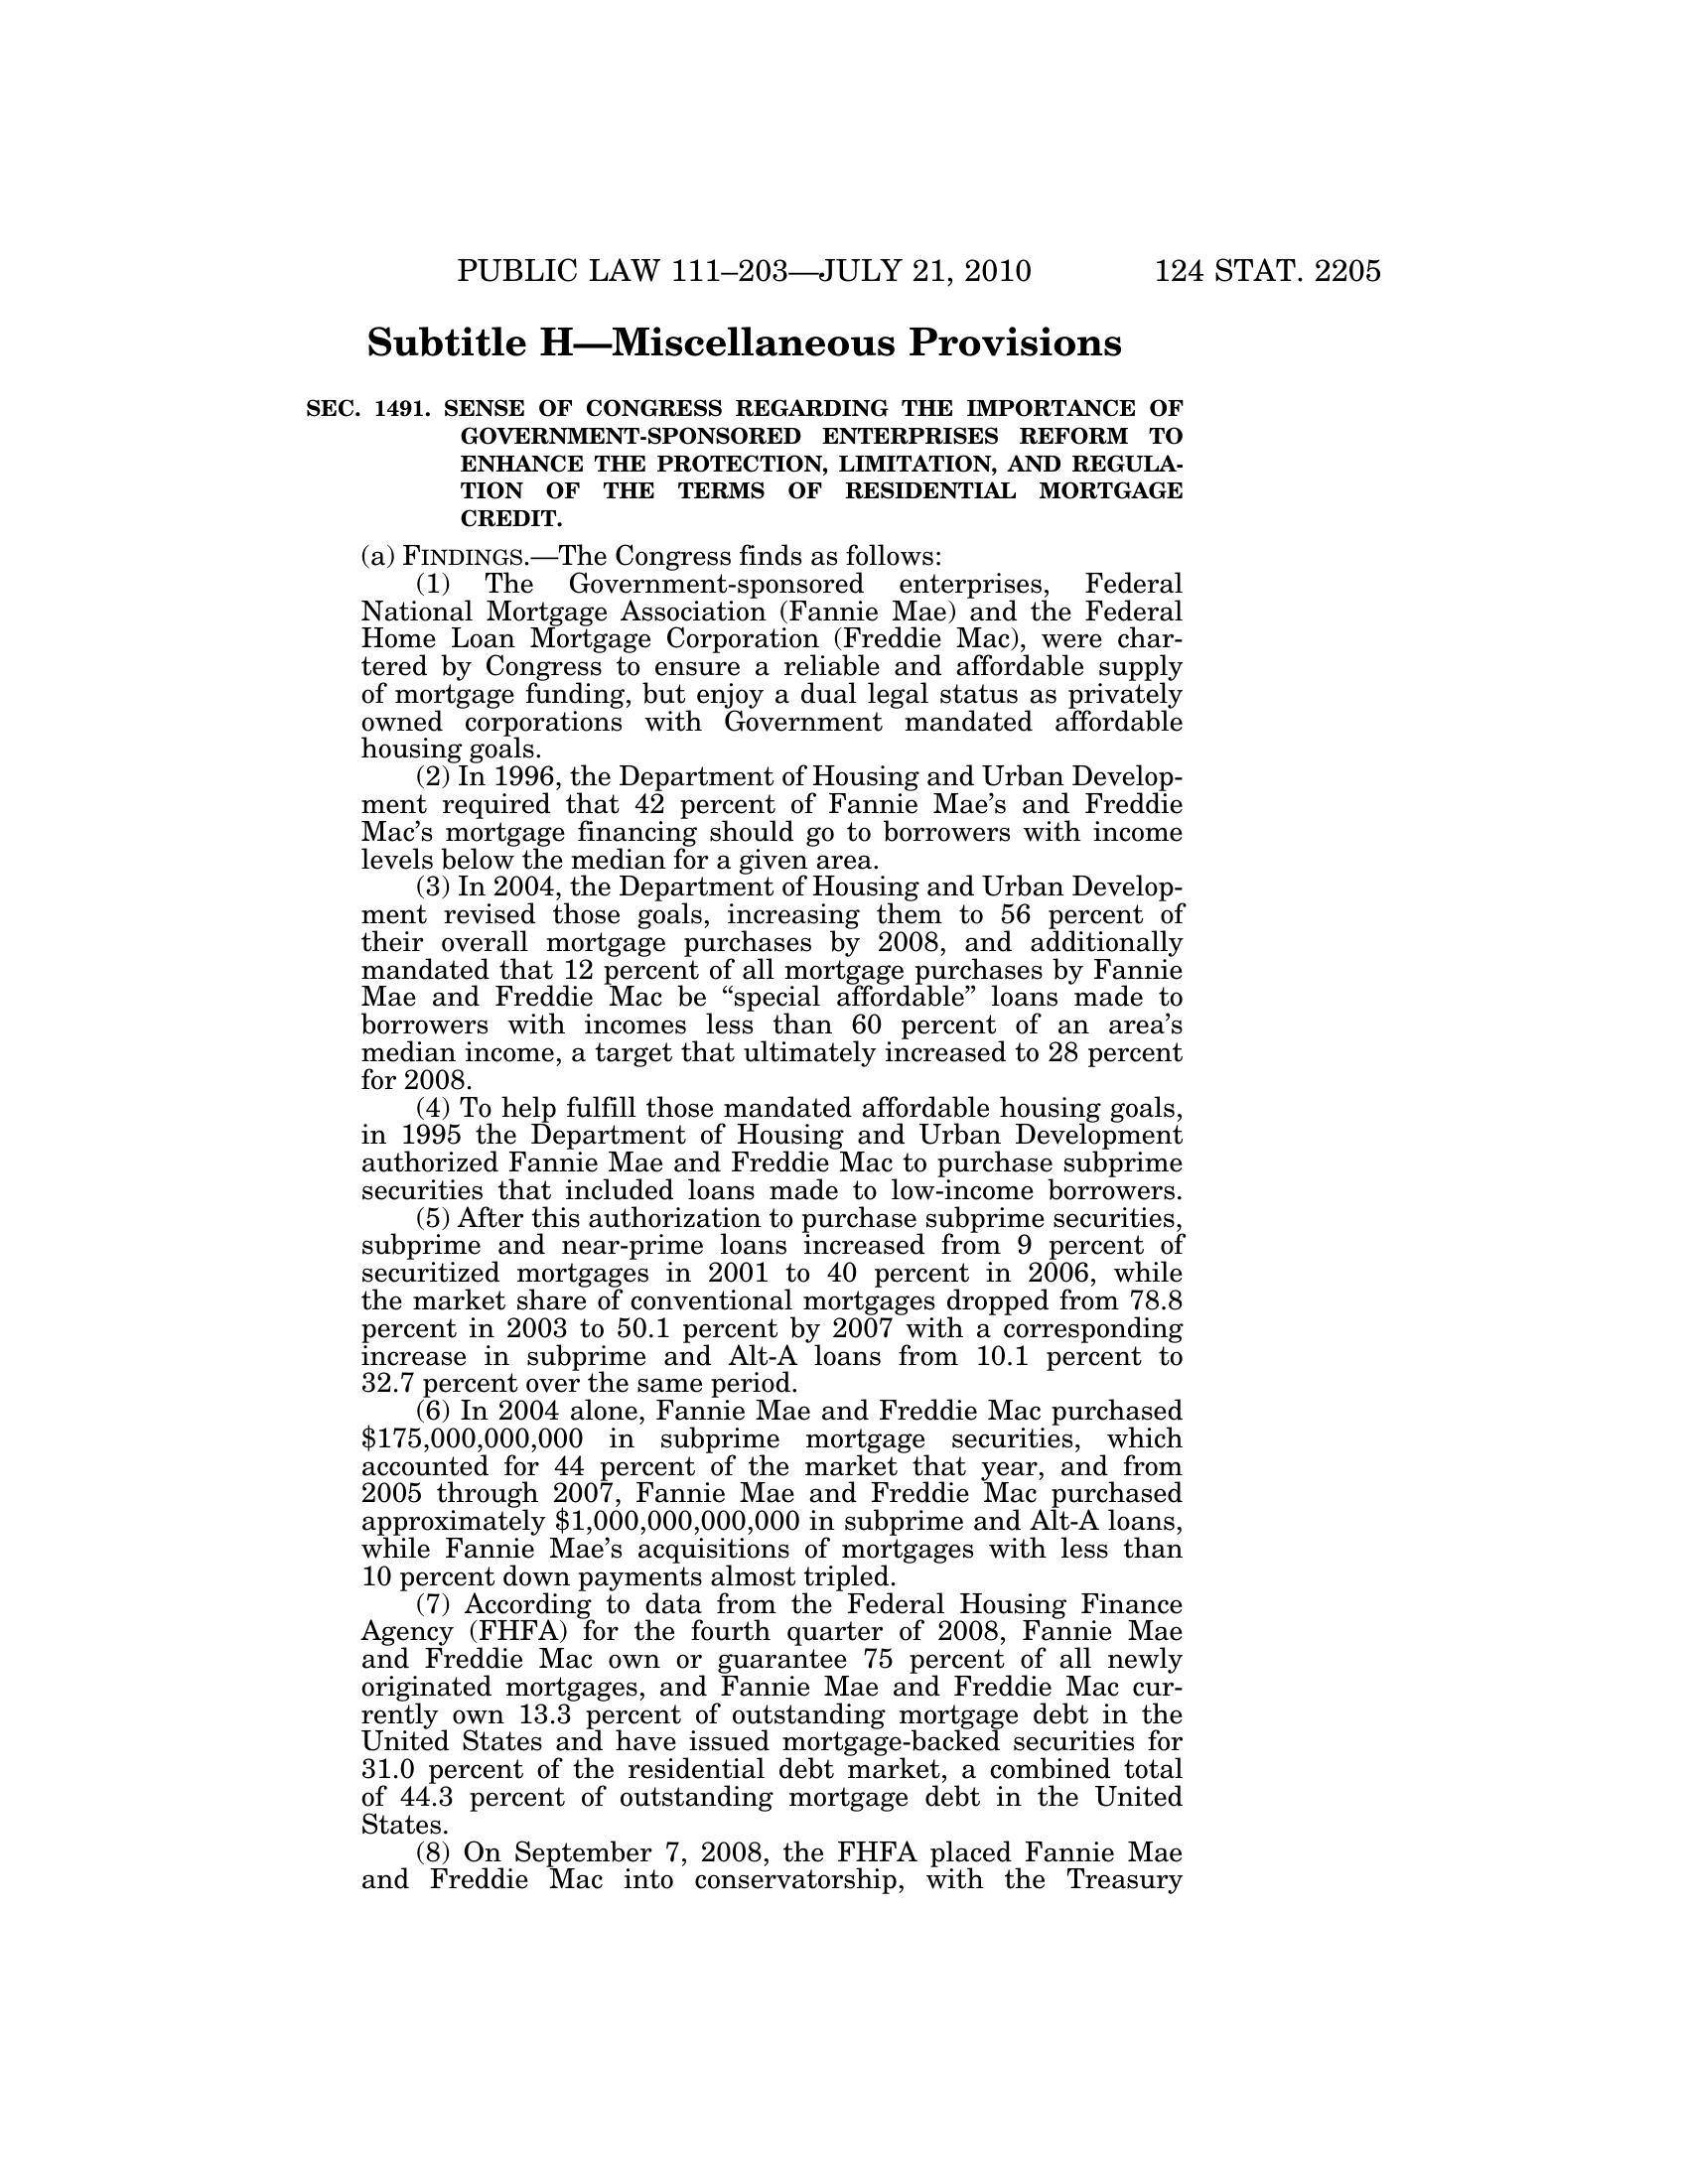 PUBLIC LAW 111–203—JULY 21, 2010 124 STAT. 2205
Subtitle H—Miscellaneous Provisions
SEC. 1491. SENSE OF CONGRESS REGARDING THE IMPORTANCE OF
GOVERNMENT-SPONSORED ENTERPRISES REFORM TO
ENHANCE THE PROTECTION, LIMITATION, AND REGULA-
TION OF THE TERMS OF RESIDENTIAL MORTGAGE
CREDIT.
(a) FINDINGS.—The Congress finds as follows:
(1) The Government-sponsored enterprises, Federal
National Mortgage Association (Fannie Mae) and the Federal
Home Loan Mortgage Corporation (Freddie Mac), were char-
tered by Congress to ensure a reliable and affordable supply
of mortgage funding, but enjoy a dual legal status as privately
owned corporations with Government mandated affordable
housing goals.
(2) In 1996, the Department of Housing and Urban Develop-
ment required that 42 percent of Fannie Mae’s and Freddie
Mac’s mortgage financing should go to borrowers with income
levels below the median for a given area.
(3) In 2004, the Department of Housing and Urban Develop-
ment revised those goals, increasing them to 56 percent of
their overall mortgage purchases by 2008, and additionally
mandated that 12 percent of all mortgage purchases by Fannie
Mae and Freddie Mac be “special affordable” loans made to
borrowers with incomes less than 60 percent of an area’s
median income, a target that ultimately increased to 28 percent
for 2008.
(4) To help fulfill those mandated affordable housing goals,
in 1995 the Department of Housing and Urban Development
authorized Fannie Mae and Freddie Mac to purchase subprime
securities that included loans made to low-income borrowers.
(5) After this authorization to purchase subprime securities,
subprime and near-prime loans increased from 9 percent of
securitized mortgages in 2001 to 40 percent in 2006, while
the market share of conventional mortgages dropped from 78.8
percent in 2003 to 50.1 percent by 2007 with a corresponding
increase in subprime and Alt-A loans from 10.1 percent to
32.7 percent over the same period.
(6) In 2004 alone, Fannie Mae and Freddie Mac purchased
$175,000,000,000 in subprime mortgage securities, which
accounted for 44 percent of the market that year, and from
2005 through 2007, Fannie Mae and Freddie Mac purchased
approximately $1,000,000,000,000 in subprime and Alt-A loans,
while Fannie Mae’s acquisitions of mortgages with less than
10 percent down payments almost tripled.
(7) According to data from the Federal Housing Finance
Agency (FHFA) for the fourth quarter of 2008, Fannie Mae
and Freddie Mac own or guarantee 75 percent of all newly
originated mortgages, and Fannie Mae and Freddie Mac cur-
rently own 13.3 percent of outstanding mortgage debt in the
United States and have issued mortgage-backed securities for
31.0 percent of the residential debt market, a combined total
of 44.3 percent of outstanding mortgage debt in the United
States.
(8) On September 7, 2008, the FHFA placed Fannie Mae
and Freddie Mac into conservatorship, with the Treasury